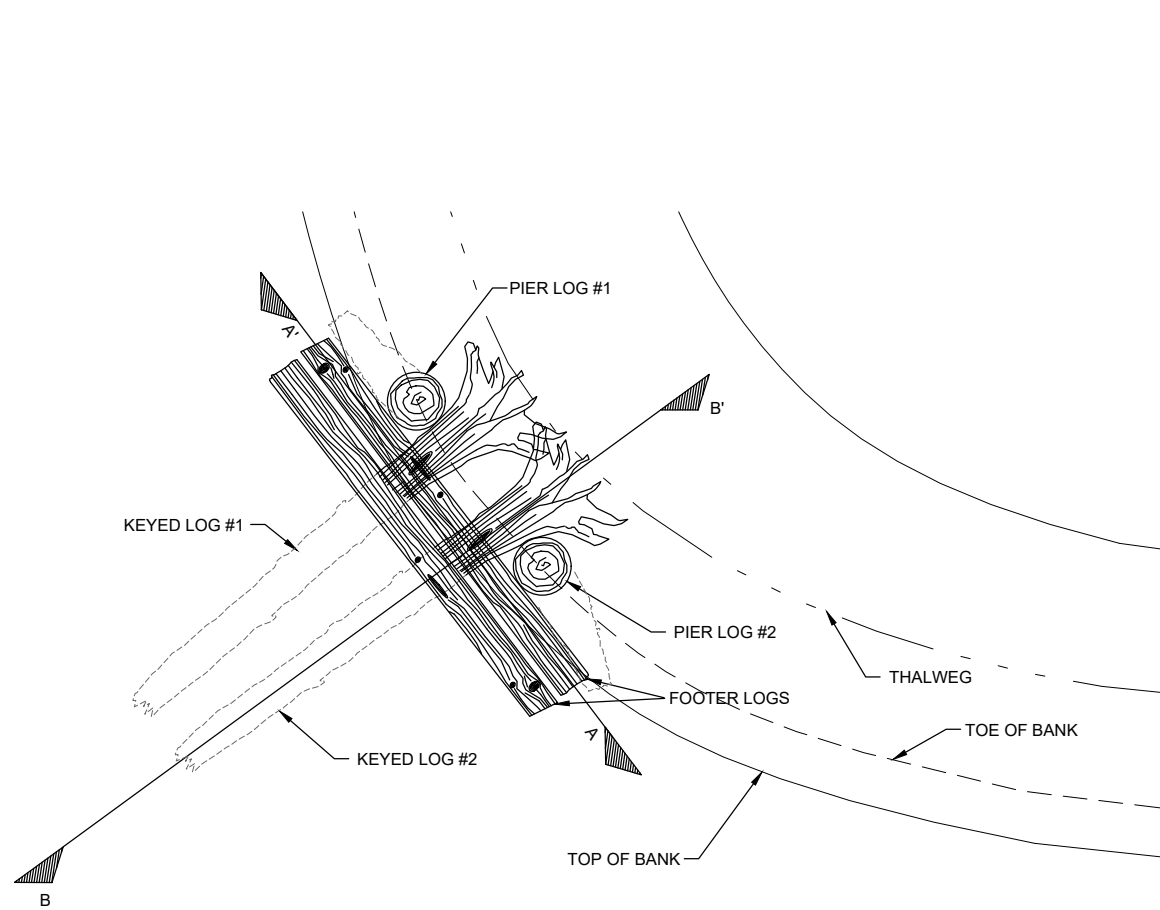 PIER LOG #1
A'
B'
KEYED LOG #1
PIER LOG #2
THALWEG
FOOTER LOGS
TOE OF BANK
A
KEYED LOG #2
TOP OF BANK
B